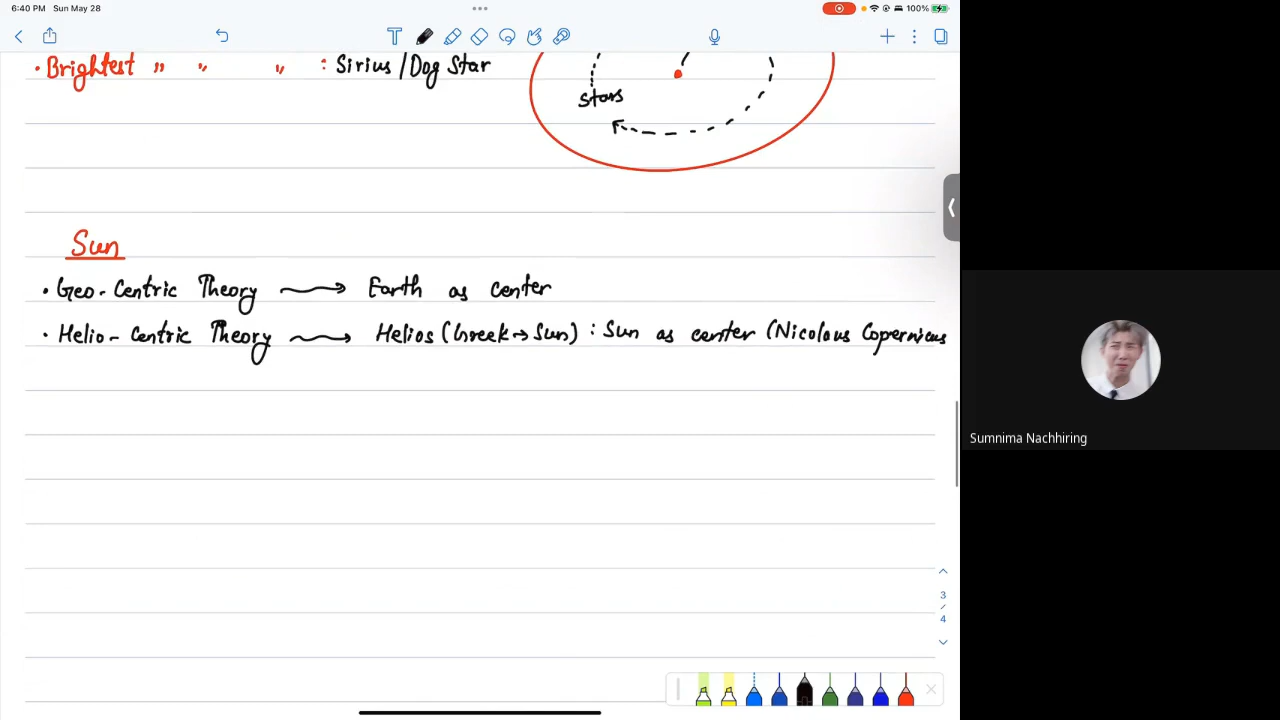 6:40 PM Sun May 28
100%
T
• Brightest " " " : Sirius/Dog Star
stars
Sun
• Geo-Centric Theory → Earth as center
• Helio-Centric Theory → Helios (Greek → Sun) : Sun as center (Nicolaus Copernicus
Sumnima Nachhiring
3
/
4